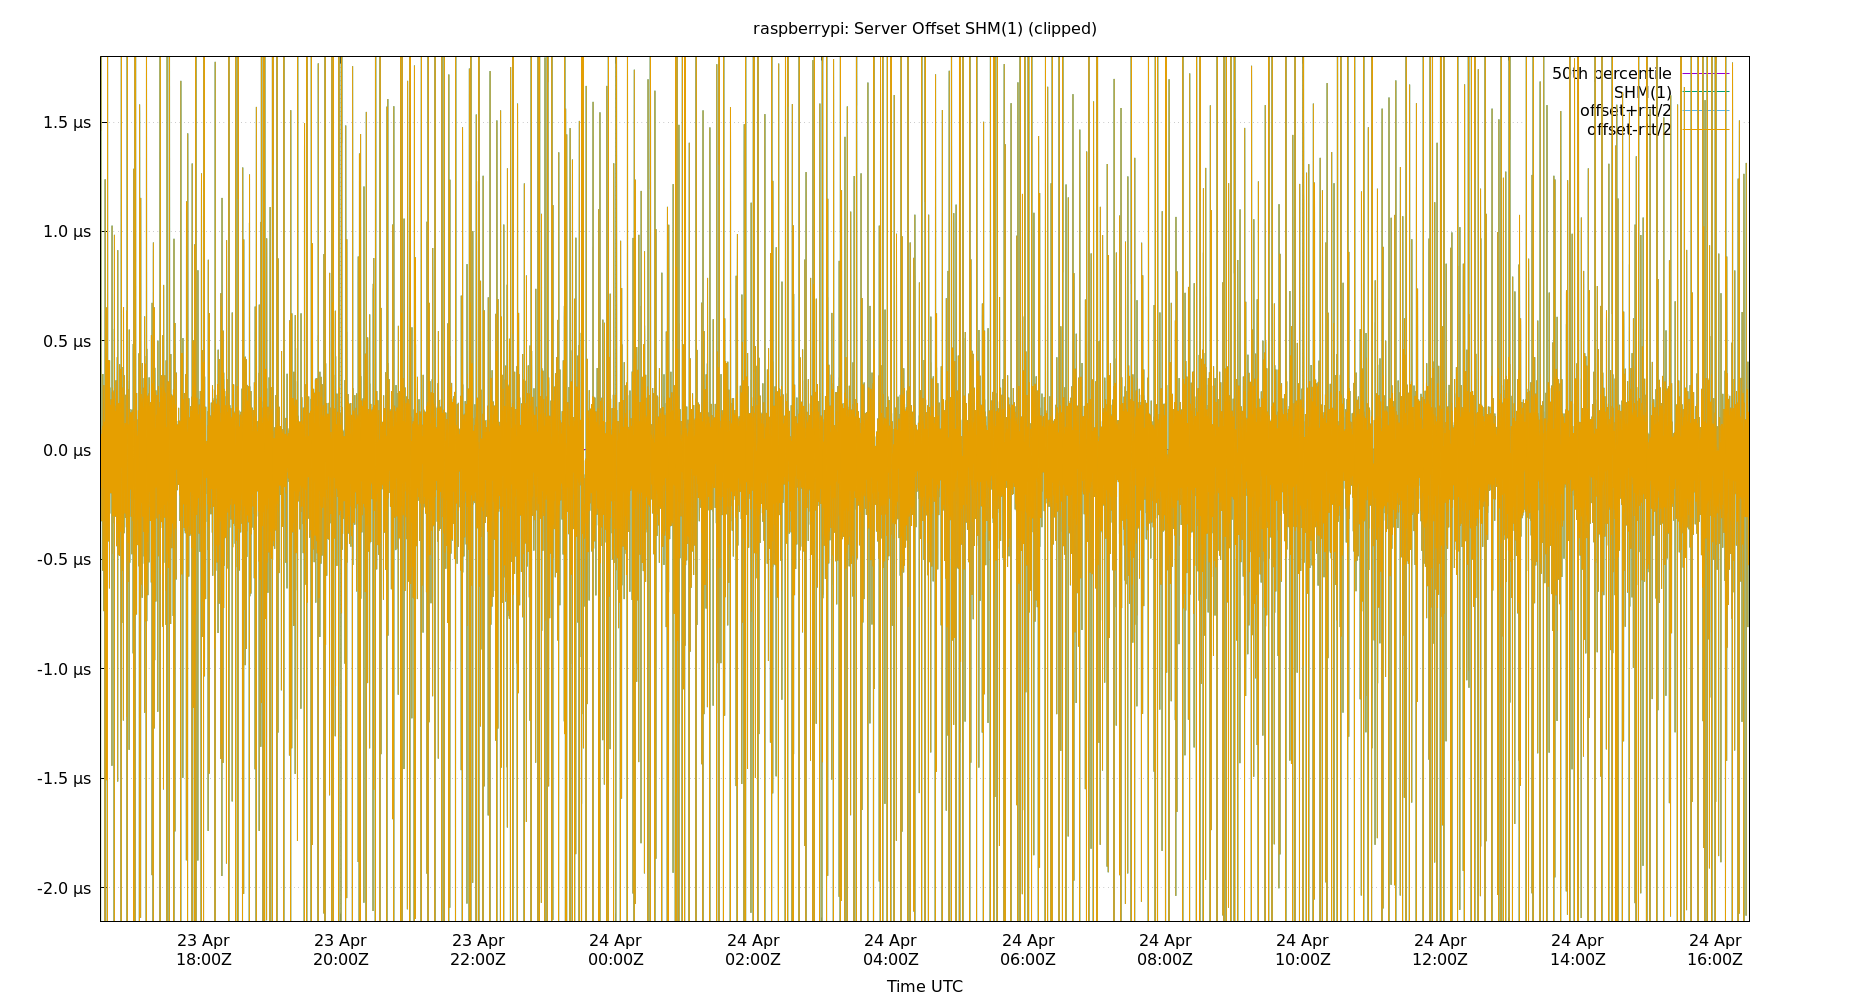 raspberrypi: Server Offset SHM(1) (clipped)
50th percentile
SHM(1)
offset+rtt/2
offset-rtt/2
1.5 µs
1.0 µs
0.5 µs
0.0 µs
-0.5 µs
-1.0 µs
-1.5 µs
-2.0 µs
23 Apr 23 Apr 23 Apr 24 Apr 24 Apr 24 Apr 24 Apr 24 Apr 24 Apr 24 Apr 24 Apr 24 Apr
18:00Z 20:00Z 22:00Z 00:00Z 02:00Z 04:00Z 06:00Z 08:00Z 10:00Z 12:00Z 14:00Z 16:00Z
Time UTC